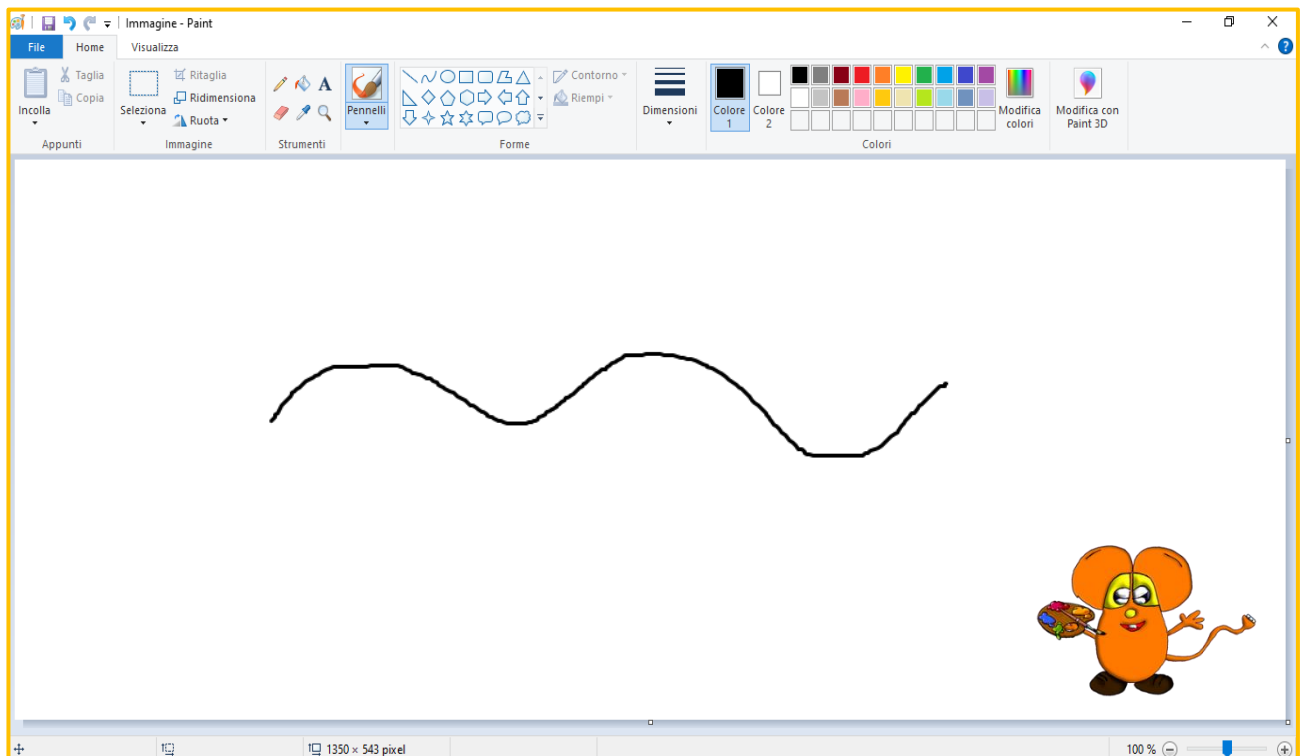 Immagine - Paint
File Home Visualizza
Incolla
Taglia
Copia
Appunti
Seleziona
Ritaglia
Ridimensiona
Ruota
Immagine
A
Strumenti
Pennelli
Contorno
Riempi
Forme
Dimensioni
Colore
1
Colore
2
Modifica
colori
Colori
Modifica con
Paint 3D
1350 × 543 pixel
100 %